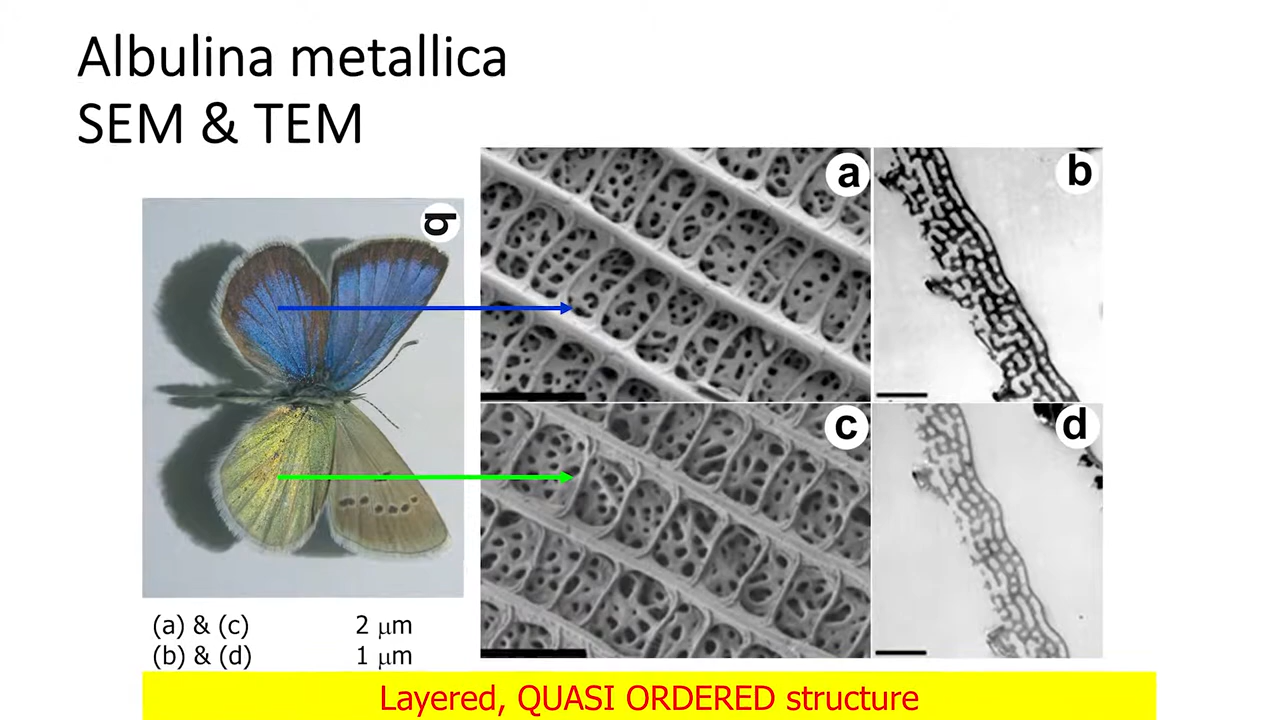 Albulina metallica
SEM & TEM
b
a
b
c
d
(a) & (c) 2 μm
(b) & (d) 1 μm
Layered, QUASI ORDERED structure